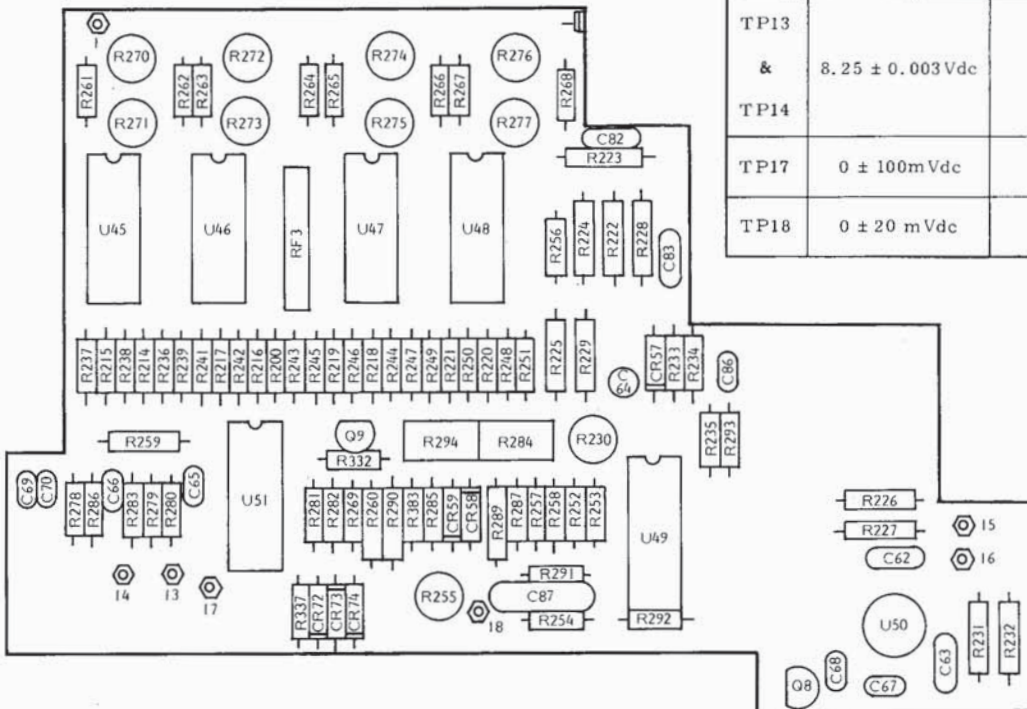 TP13
& 8.25 ± 0.003 Vdc
TP14
TP17 0 ± 100mVdc
TP18 0 ± 20 mVdc
1
R270 R272 R274 R276
R261 R262 R263 R264 R265 R266 R267 R268
R271 R273 R275 R277
C82
R223
U45 U46 RF3 U47 U48
R256 R224 R222 R228 C83
R237 R215 R238 R214 R236 R239 R241 R217 R242 R216 R200 R243 R245 R219 R246 R218 R244 R247 R249 R221 R250 R220 R248 R251 R225 R229
C64 CR57 R233 R234 C86
R235 R293
R259 Q9 R294 R284 R230
R332
C69 C70 R278 R286 C66 R283 R279 R280 C65 U51
R281 R282 R269 R260 R290 R383 R285 CR59 CR58 R289 R287 R257 R258 R252 R253 U49
R226
R227 15
C62 16
14 13 17
R291
R337 CR72 CR73 CR74 R255 18 C87
R254 R292
U50 R231 R232
Q8 C68 C67 C63